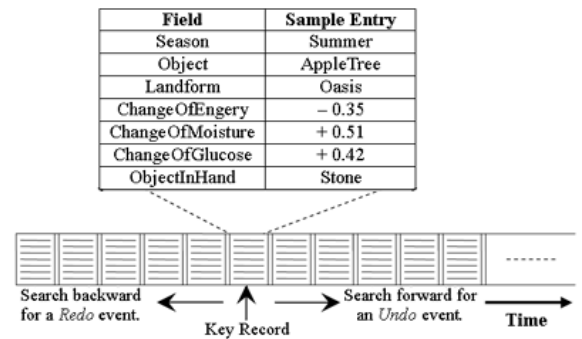 Field Sample Entry
Season Summer
Object AppleTree
Landform Oasis
ChangeOfEngery – 0.35
ChangeOfMoisture + 0.51
ChangeOfGlucose + 0.42
ObjectInHand Stone
Search backward
for a Redo event.
Key Record
Search forward for
an Undo event.
Time